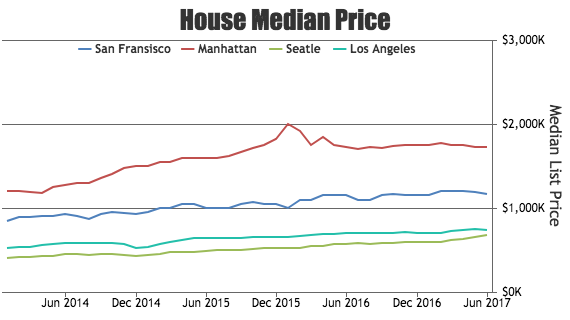 House Median Price
San Fransisco Manhattan Seatle Los Angeles
$3,000K
$2,000K
$1,000K
$0K
Median List Price
Jun 2014 Dec 2014 Jun 2015 Dec 2015 Jun 2016 Dec 2016 Jun 2017